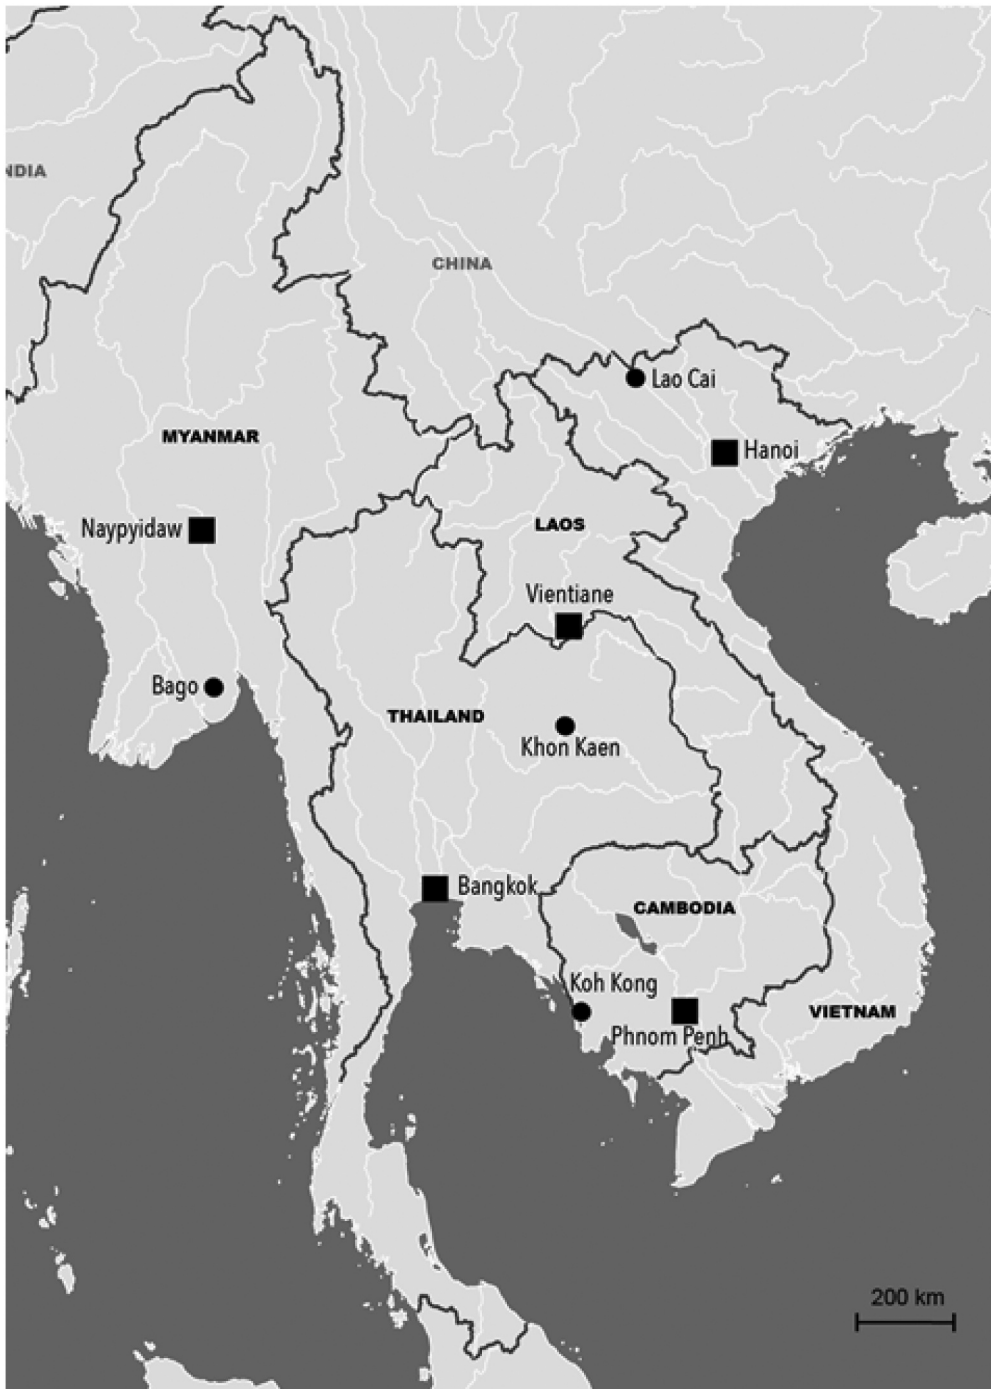 NDIA
CHINA
Lao Cai
MYANMAR
Hanoi
Naypyidaw
LAOS
Vientiane
Bago
THAILAND
Khon Kaen
Bangkok
CAMBODIA
Koh Kong
VIETNAM
Phnom Penh
200 km